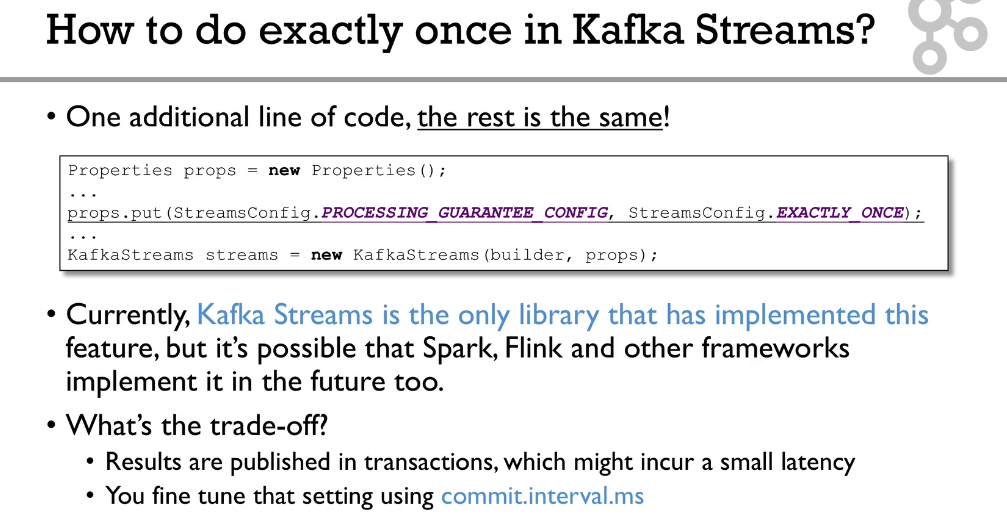 How to do exactly once in Kafka Streams?
• One additional line of code, the rest is the same!
Properties props = new Properties();
...
props.put(StreamsConfig.PROCESSING_GUARANTEE_CONFIG, StreamsConfig.EXACTLY_ONCE);
...
KafkaStreams streams = new KafkaStreams(builder, props);
• Currently, Kafka Streams is the only library that has implemented this
feature, but it's possible that Spark, Flink and other frameworks
implement it in the future too.
• What's the trade-off?
• Results are published in transactions, which might incur a small latency
• You fine tune that setting using commit.interval.ms